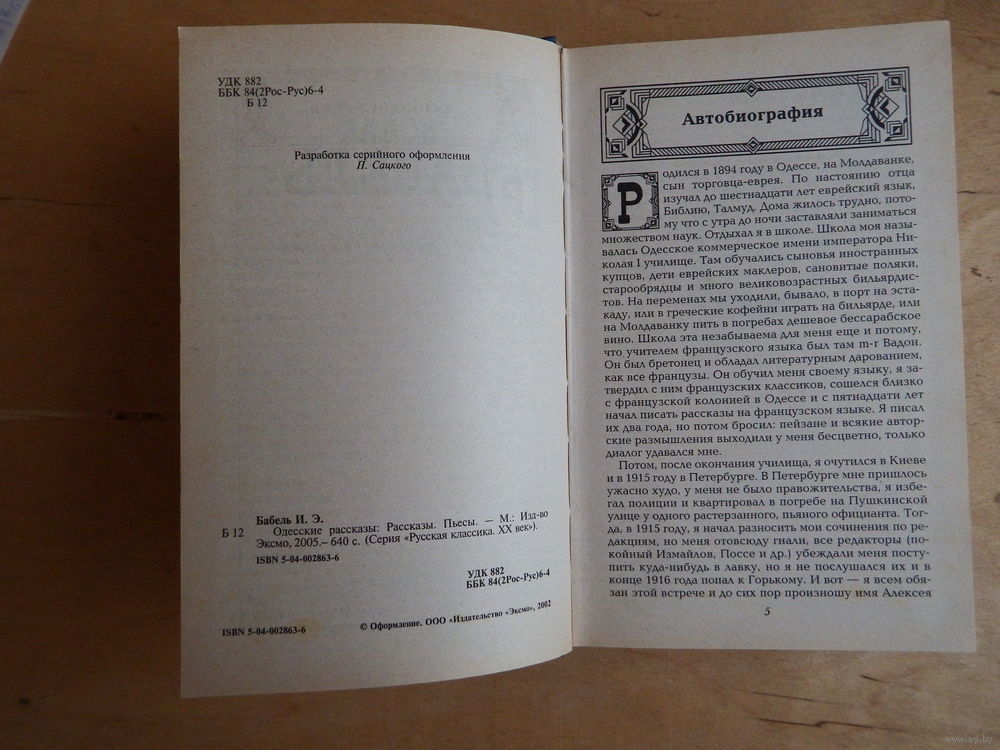 УДК 882
ББК 84(2Рос-Рус)6-4
Б 12
Разработка серийного оформления
П. Сацкого
Бабель И. Э.
Б 12 Одесские рассказы: Рассказы. Пьесы. — М.: Изд-во
Эксмо, 2005.– 640 с. (Серия «Русская классика. XX век»).
ISBN 5-04-002863-6
УДК 882
ББК 84(2Рос-Рус)6-4
ISBN 5-04-002863-6
© Оформление. ООО «Издательство «Эксмо», 2002
Автобиография
Родился в 1894 году в Одессе, на Молдаванке,
сын торговца-еврея. По настоянию отца
изучал до шестнадцати лет еврейский язык,
Библию, Талмуд. Дома жилось трудно, пото-
му что с утра до ночи заставляли заниматься
множеством наук. Отдыхал я в школе. Школа моя назы-
валась Одесское коммерческое имени императора Ни-
колая I училище. Там обучались сыновья иностранных
купцов, дети еврейских маклеров, сановитые поляки,
старообрядцы и много великовозрастных бильярдис-
тов. На переменах мы уходили, бывало, в порт на эста-
каду, или в греческие кофейни играть на бильярде, или
на Молдаванку пить в погребах дешевое бессарабское
вино. Школа эта незабываема для меня еще и потому,
что учителем французского языка был там m-r Вадон.
Он был бретонец и обладал литературным дарованием,
как все французы. Он обучил меня своему языку, я за-
твердил с ним французских классиков, сошелся близко
с французской колонией в Одессе и с пятнадцати лет
начал писать рассказы на французском языке. Я писал
их два года, но потом бросил: пейзане и всякие автор-
ские размышления выходили у меня бесцветно, только
диалог удавался мне.
Потом, после окончания училища, я очутился в Киеве
и в 1915 году в Петербурге. В Петербурге мне пришлось
ужасно худо, у меня не было правожительства, я избе-
гал полиции и квартировал в погребе на Пушкинской
улице у одного растерзанного, пьяного официанта. Тог-
да, в 1915 году, я начал разносить мои сочинения по ре-
дакциям, но меня отовсюду гнали, все редакторы (по-
койный Измайлов, Поссе и др.) убеждали меня посту-
пить куда-нибудь в лавку, но я не послушался их и в
конце 1916 года попал к Горькому. И вот — я всем обя-
зан этой встрече и до сих пор произношу имя Алексея
5
www.ay.by